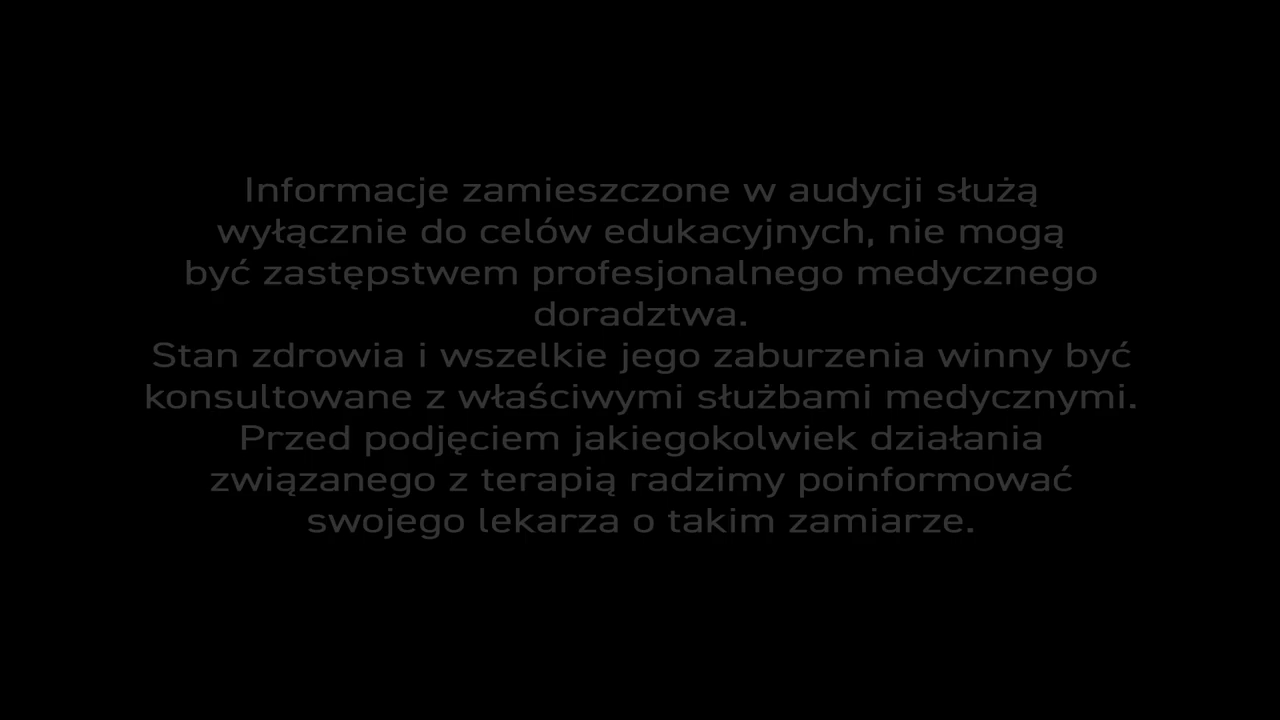 Informacje zamieszczone w audycji służą
wyłącznie do celów edukacyjnych, nie mogą
być zastępstwem profesjonalnego medycznego
doradztwa.
Stan zdrowia i wszelkie jego zaburzenia winny być
konsultowane z właściwymi służbami medycznymi.
Przed podjęciem jakiegokolwiek działania
związanego z terapią radzimy poinformować
swojego lekarza o takim zamiarze.